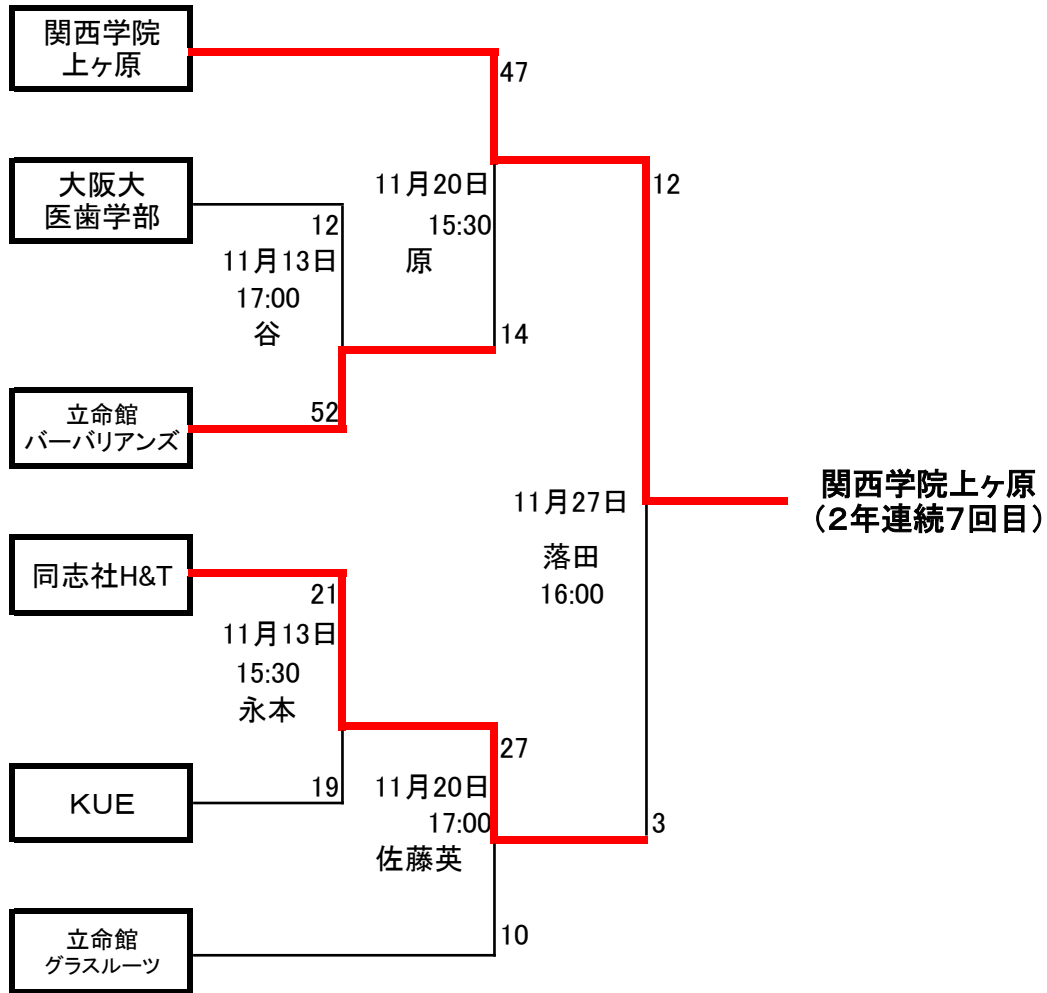 関西学院
上ヶ原
47
大阪大
医歯学部
11月20日
12
12
15:30
11月13日
原
17:00
谷
14
立命館
バーバリアンズ
52
関西学院上ヶ原
(2年連続7回目)
11月27日
落田
16:00
同志社H&T
21
11月13日
15:30
永本
27
KUE
19
11月20日
17:00
3
佐藤英
立命館
グラスルーツ
10